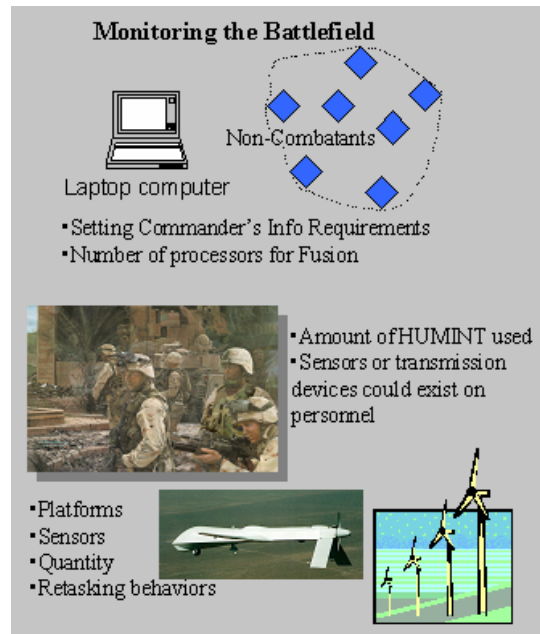 Monitoring the Battlefield
Non-Combatants
Laptop computer
▪Setting Commander's Info Requirements
▪Number of processors for Fusion
▪Amount of HUMINT used
▪Sensors or transmission
devices could exist on
personnel
▪Platforms
▪Sensors
▪Quantity
▪Retasking behaviors